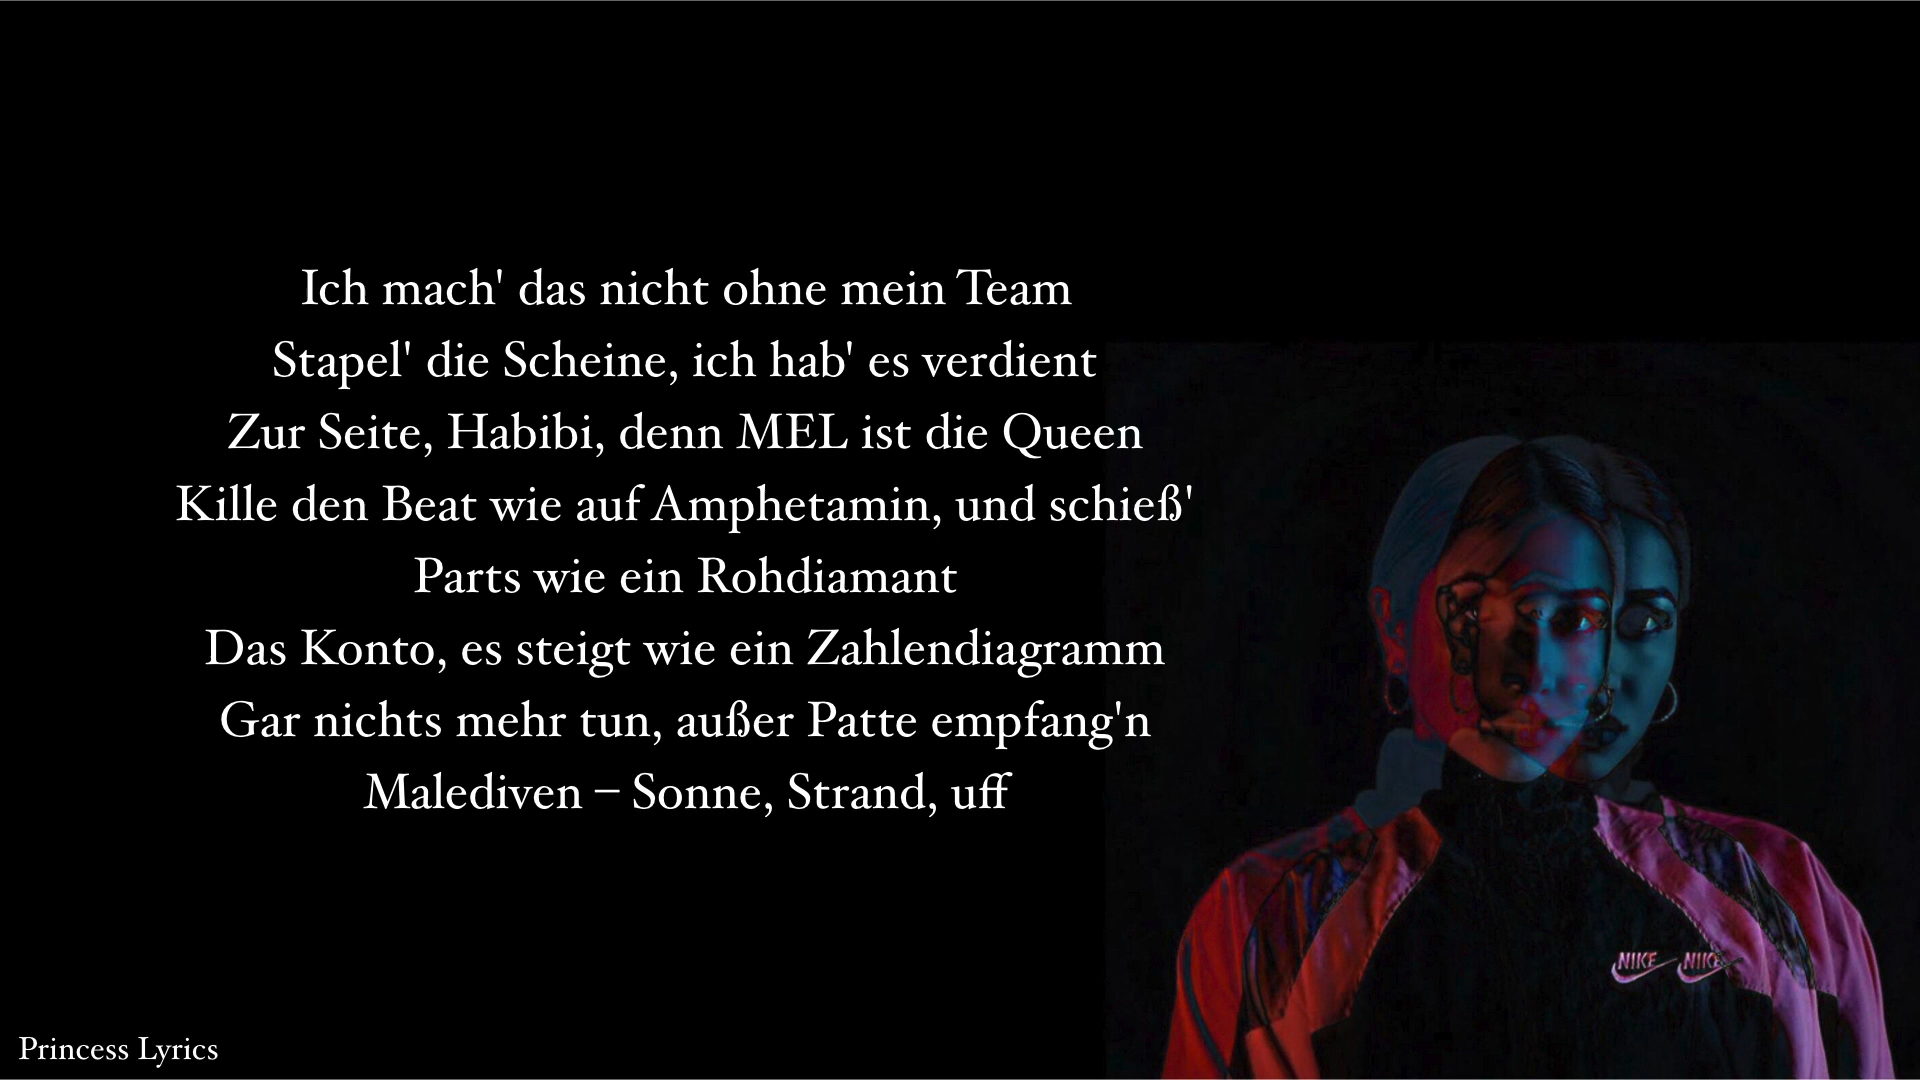 Ich mach' das nicht ohne mein Team
Stapel' die Scheine, ich hab' es verdient
Zur Seite, Habibi, denn MEL ist die Queen
Kille den Beat wie auf Amphetamin, und schieß'
Parts wie ein Rohdiamant
Das Konto, es steigt wie ein Zahlendiagramm
Gar nichts mehr tun, außer Patte empfang'n
Malediven – Sonne, Strand, uff
NIKE NIKE
Princess Lyrics